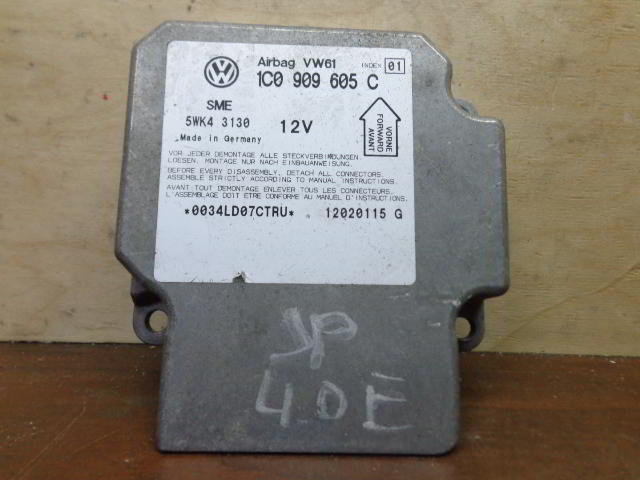 Airbag VW61 INDEX 01
1C0 909 605 C
SME
5WK4 3130 12V
Made in Germany
VORNE
FORWARD
AVANT
VOR JEDER DEMONTAGE ALLE STECKVERBINDUNGEN
LOESEN, MONTAGE NUR NACH EINBAUANWEISUNG.
BEFORE EVERY DISASSEMBLY, DETACH ALL CONNECTORS.
ASSEMBLE STRICTLY ACCORDING TO MANUAL INSTRUCTIONS.
AVANT TOUT DEMONTAGE ENLEVER TOUS LES CONNECTEURS.
L'ASSEMBLAGE DOIT ÊTRE CONFORME AU MANUEL D'INSTRUCTIONS.
*0034LD07CTRU* 12020115 G
JP
4.0E